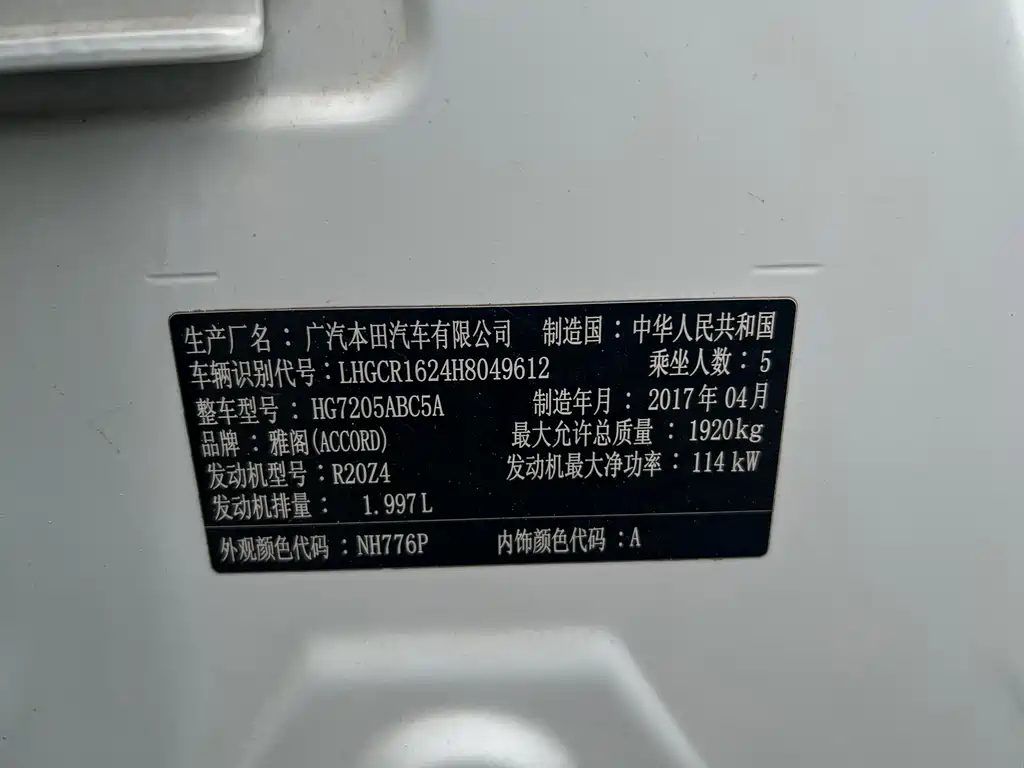 生产厂名：广汽本田汽车有限公司 制造国：中华人民共和国
车辆识别代号：LHGCR1624H8049612 乘坐人数：5
整车型号：HG7205ABC5A 制造年月：2017年04月
品牌：雅阁(ACCORD) 最大允许总质量：1920kg
发动机型号：R20Z4 发动机最大净功率：114kW
发动机排量：1.997L
外观颜色代码：NH776P 内饰颜色代码：A